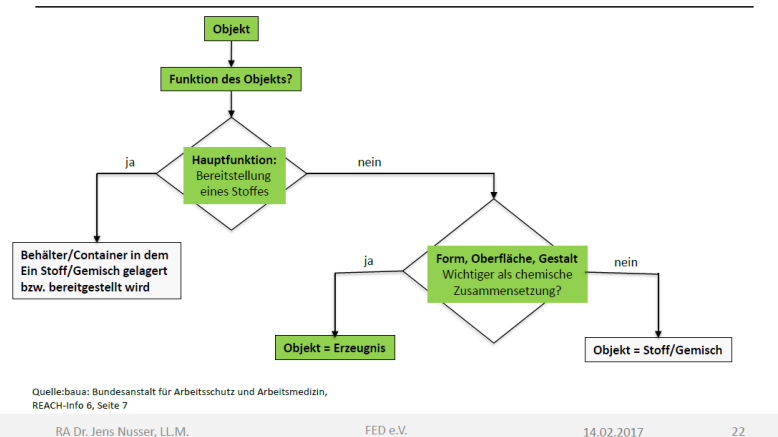 Objekt
Funktion des Objekts?
ja
nein
Hauptfunktion:
Bereitstellung
eines Stoffes
Behälter/Container in dem
Ein Stoff/Gemisch gelagert
bzw. bereitgestellt wird
ja
nein
Form, Oberfläche, Gestalt
Wichtiger als chemische
Zusammensetzung?
Objekt = Erzeugnis
Objekt = Stoff/Gemisch
Quelle:baua: Bundesanstalt für Arbeitsschutz und Arbeitsmedizin,
REACH-Info 6, Seite 7
RA Dr. Jens Nusser, LL.M.
FED e.V.
14.02.2017
22